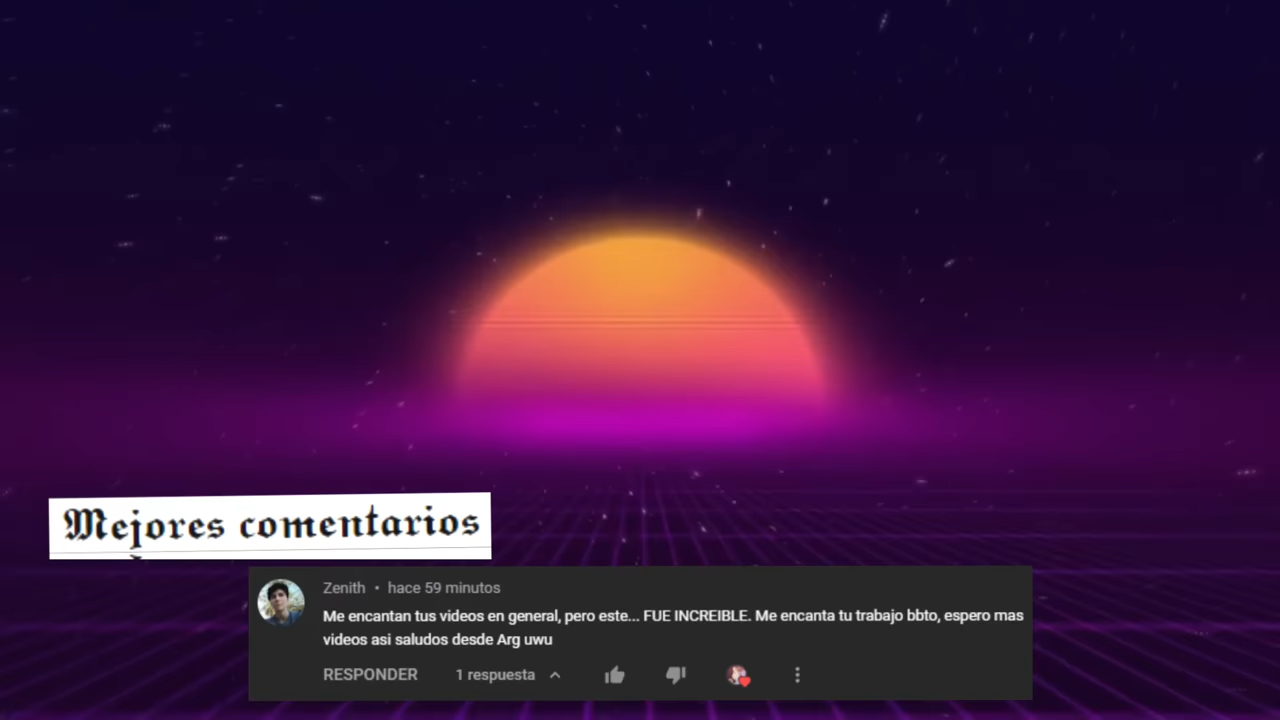 Mejores comentarios
Zenith • hace 59 minutos
Me encantan tus videos en general, pero este... FUE INCREIBLE. Me encanta tu trabajo bbto, espero mas
videos asi saludos desde Arg uwu
RESPONDER 1 respuesta